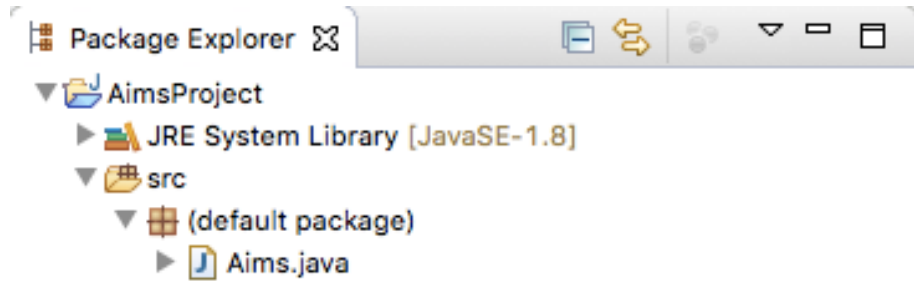 Package Explorer
AimsProject
JRE System Library [JavaSE-1.8]
src
(default package)
Aims.java